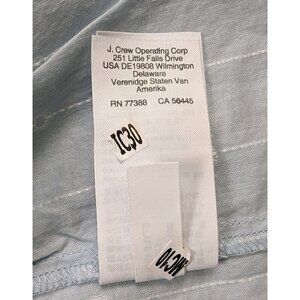 J. Crew Operating Corp
251 Little Falls Drive
USA DE19808 Wilmington
Delaware
Verenidge Staten Van
Amerika
RN 77388 CA 56445
IC30